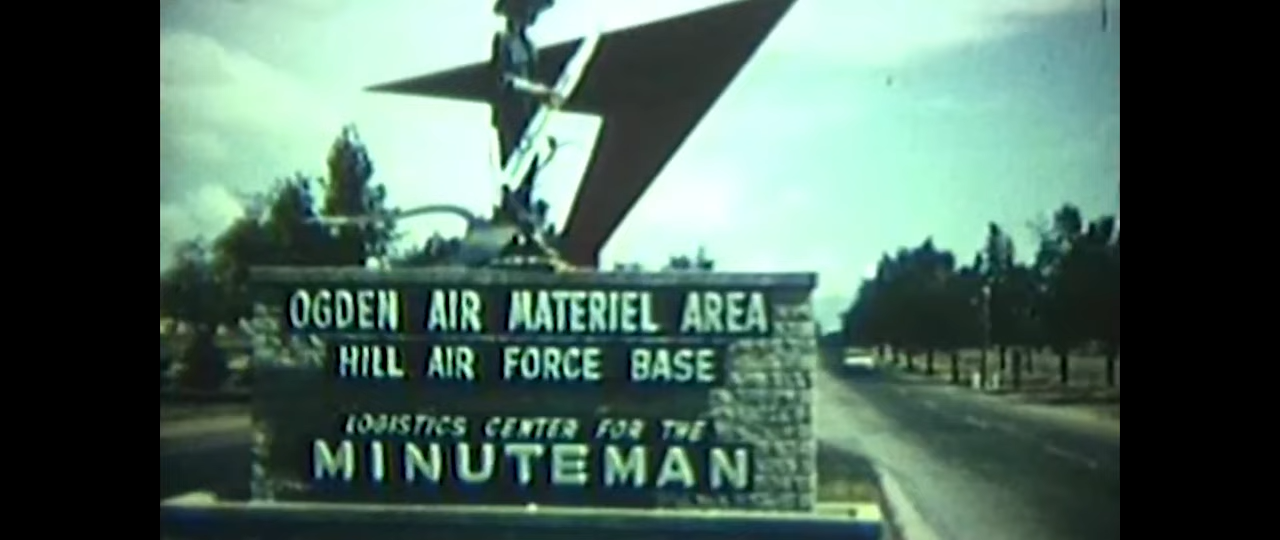 OGDEN AIR MATERIEL AREA
HILL AIR FORCE BASE
LOGISTICS CENTER FOR THE
MINUTEMAN